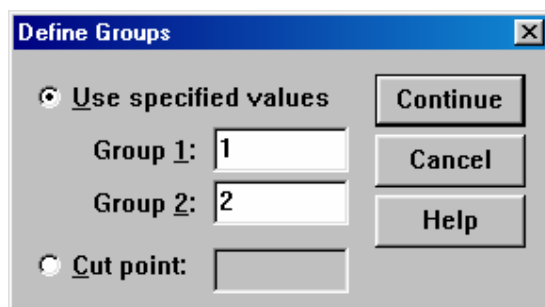 Define Groups
Use specified values
Continue
Group 1: 1
Cancel
Group 2: 2
Help
Cut point: